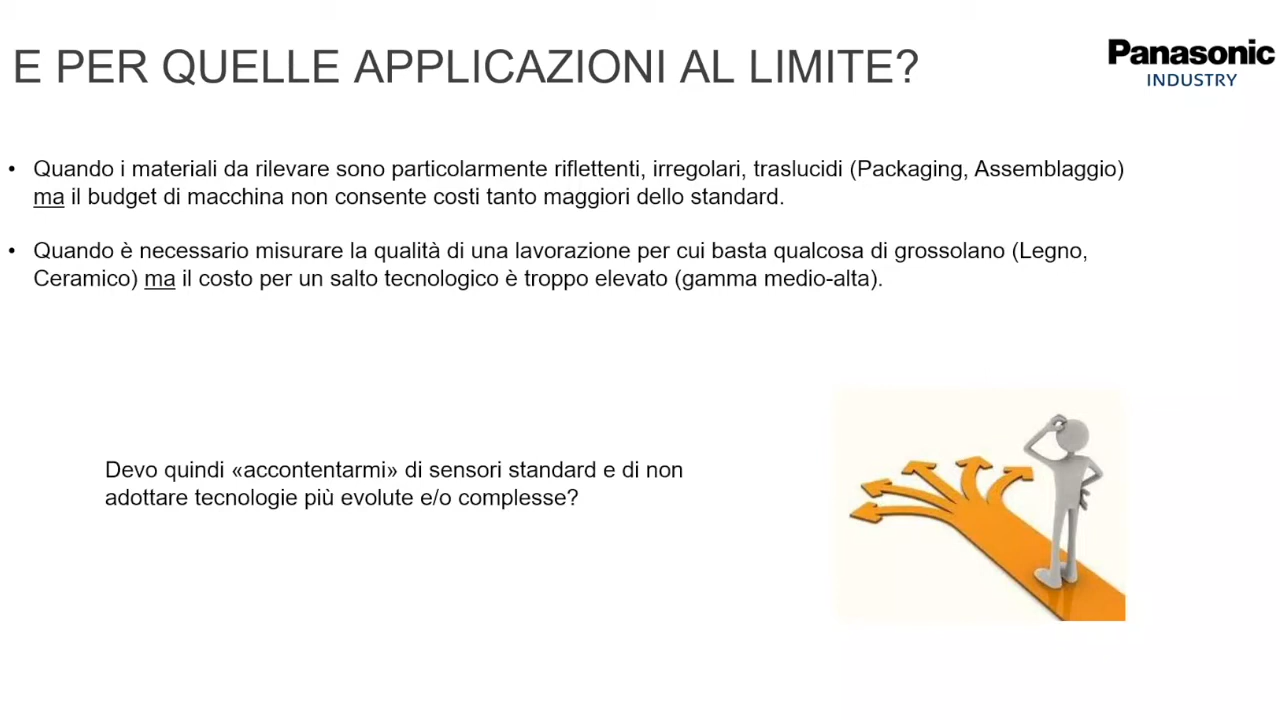 E PER QUELLE APPLICAZIONI AL LIMITE?
Panasonic
INDUSTRY
• Quando i materiali da rilevare sono particolarmente riflettenti, irregolari, traslucidi (Packaging, Assemblaggio)
ma il budget di macchina non consente costi tanto maggiori dello standard.
• Quando è necessario misurare la qualità di una lavorazione per cui basta qualcosa di grossolano (Legno,
Ceramico) ma il costo per un salto tecnologico è troppo elevato (gamma medio-alta).
Devo quindi «accontentarmi» di sensori standard e di non
adottare tecnologie più evolute e/o complesse?